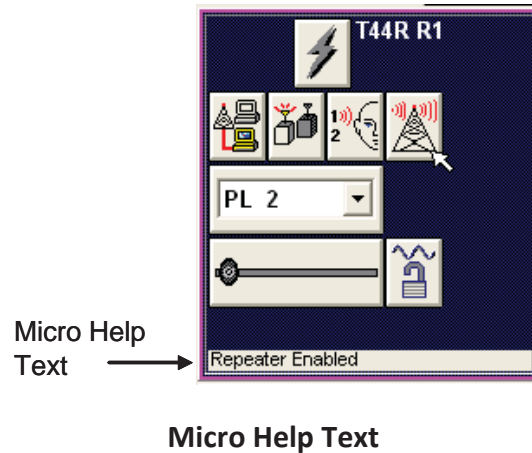 T44R R1
1
2
PL 2
Micro Help
Text
Repeater Enabled
Micro Help Text